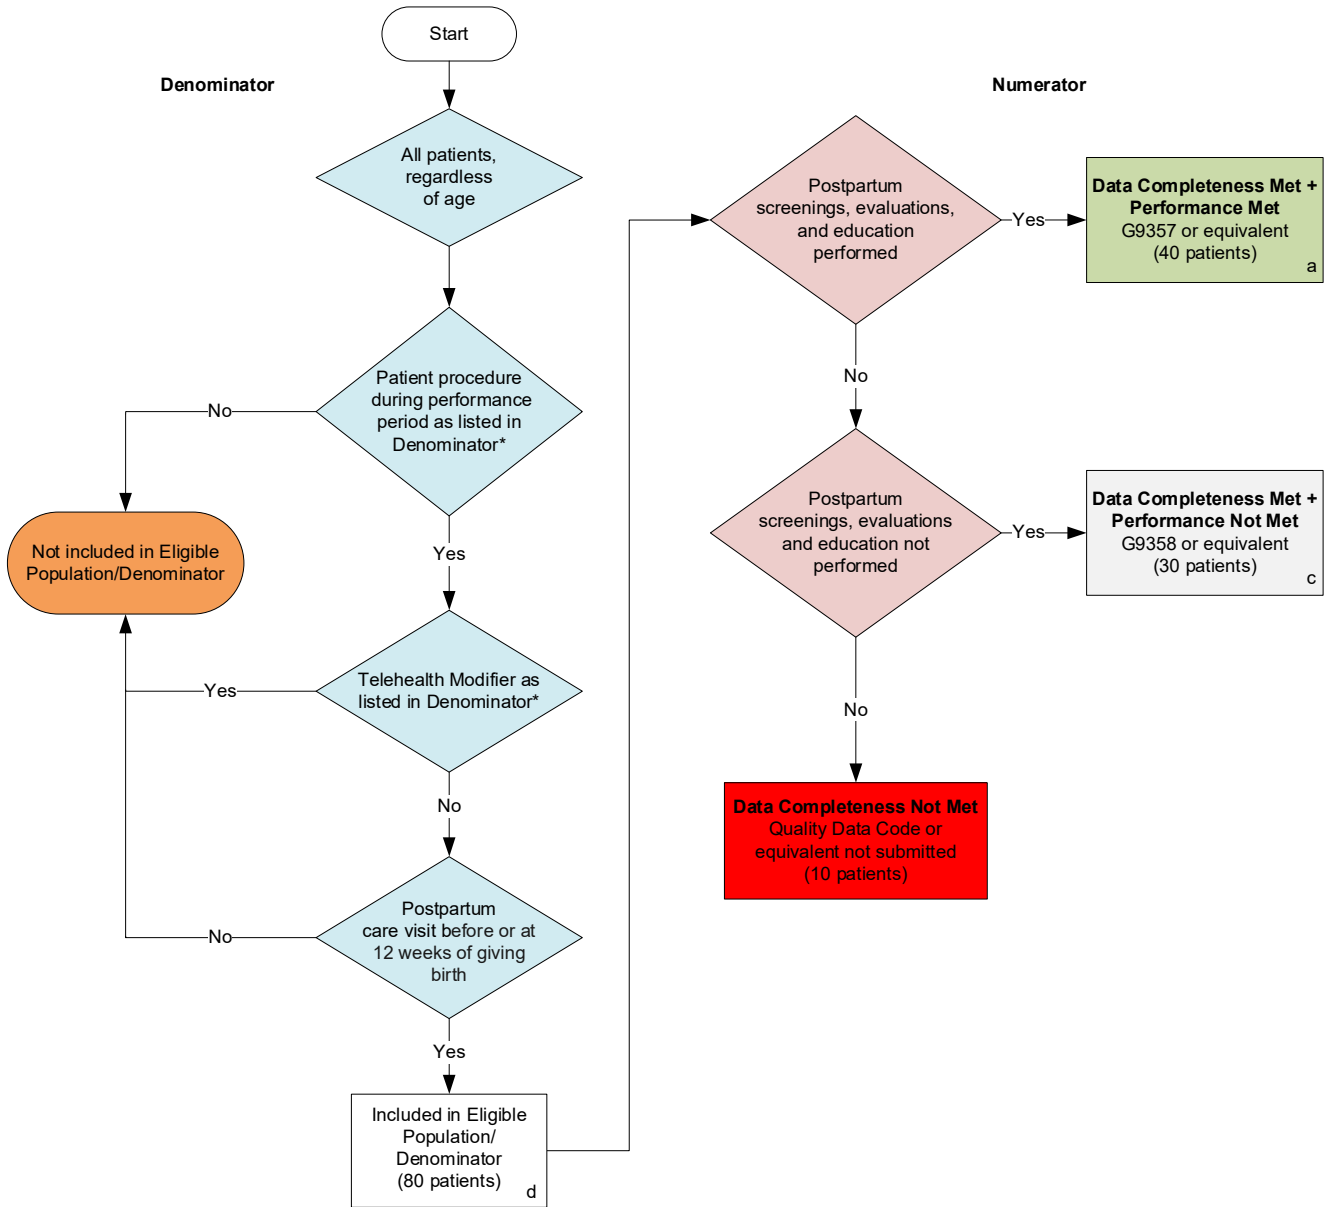 Start
Denominator
All patients,
regardless
of age
Patient procedure
during performance
period as listed in
Denominator*
No
Not included in Eligible
Population/Denominator
Yes
Telehealth Modifier as
listed in Denominator*
Yes
No
Postpartum
care visit before or at
12 weeks of giving
birth
No
Yes
Included in Eligible
Population/
Denominator
(80 patients)
d
Numerator
Postpartum
screenings, evaluations,
and education
performed
Yes
Data Completeness Met +
Performance Met
G9357 or equivalent
(40 patients)
a
No
Postpartum
screenings, evaluations
and education not
performed
Yes
Data Completeness Met +
Performance Not Met
G9358 or equivalent
(30 patients)
c
No
Data Completeness Not Met
Quality Data Code or
equivalent not submitted
(10 patients)